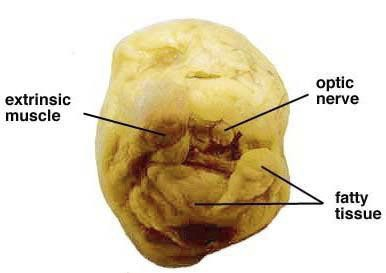 extrinsic
muscle
optic
nerve
fatty
tissue